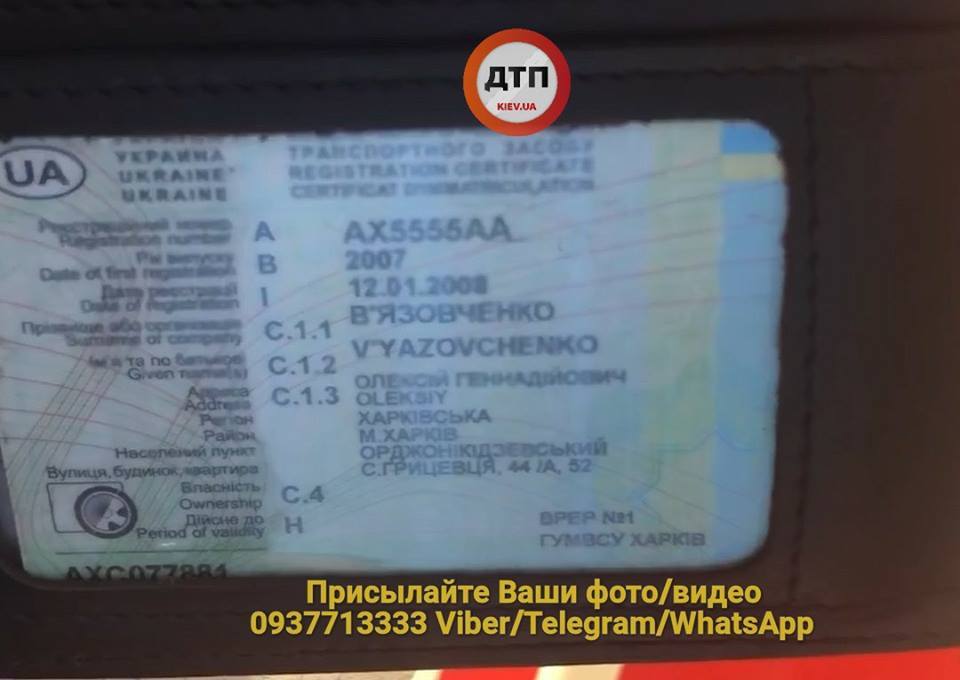 ДТП
KIEV.UA
УКРАИНА ТРАНСПОРТНОГО ЗАСОБУ
UKRAINE REGISTRATION CERTIFICATE
UKRAINE CERTIFICAT D'IMMATRICULATION
UA
Реєстраційний номер
Registration number A AX5555AA
Рік випуску
Date of first registration B 2007
Дата реєстрації
Date of registration I 12.01.2008
Прізвище або організація
Surname or company C.1.1 В'ЯЗОВЧЕНКО
V'YAZOVCHENKO
Ім'я та по батькові
Given name(s) C.1.2 ОЛЕКСІЙ ГЕННАДІЙОВИЧ
OLEKSIY
Адреса
Address C.1.3
Регіон ХАРКІВСЬКА
Район М.ХАРКІВ
Населений пункт ОРДЖОНІКІДЗЕВСЬКИЙ
Вулиця, будинок, квартира С.ГРИЦЕВЦЯ, 44 /А, 52
Власність
Ownership C.4
Дійсне до
Period of validity H
ВРЕР №1
ГУМВСУ ХАРКІВ
AXC077881
Присылайте Ваши фото/видео
0937713333 Viber/Telegram/WhatsApp